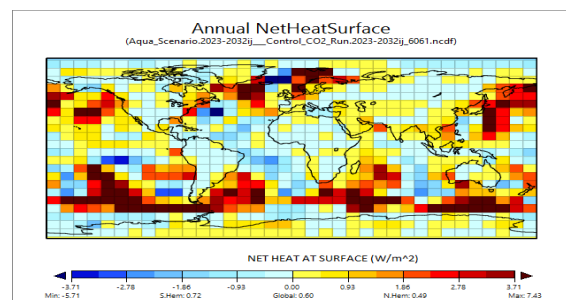 Annual NetHeatSurface
(Aqua_Scenario.2023-2032ij___Control_CO2_Run.2023-2032ij_6061.ncdf)
NET HEAT AT SURFACE (W/m^2)
-3.71 -2.78 -1.86 -0.93 0.00 0.93 1.86 2.78 3.71
Min: -5.71 S.Hem: 0.72 Global: 0.60 N.Hem: 0.49 Max: 7.43